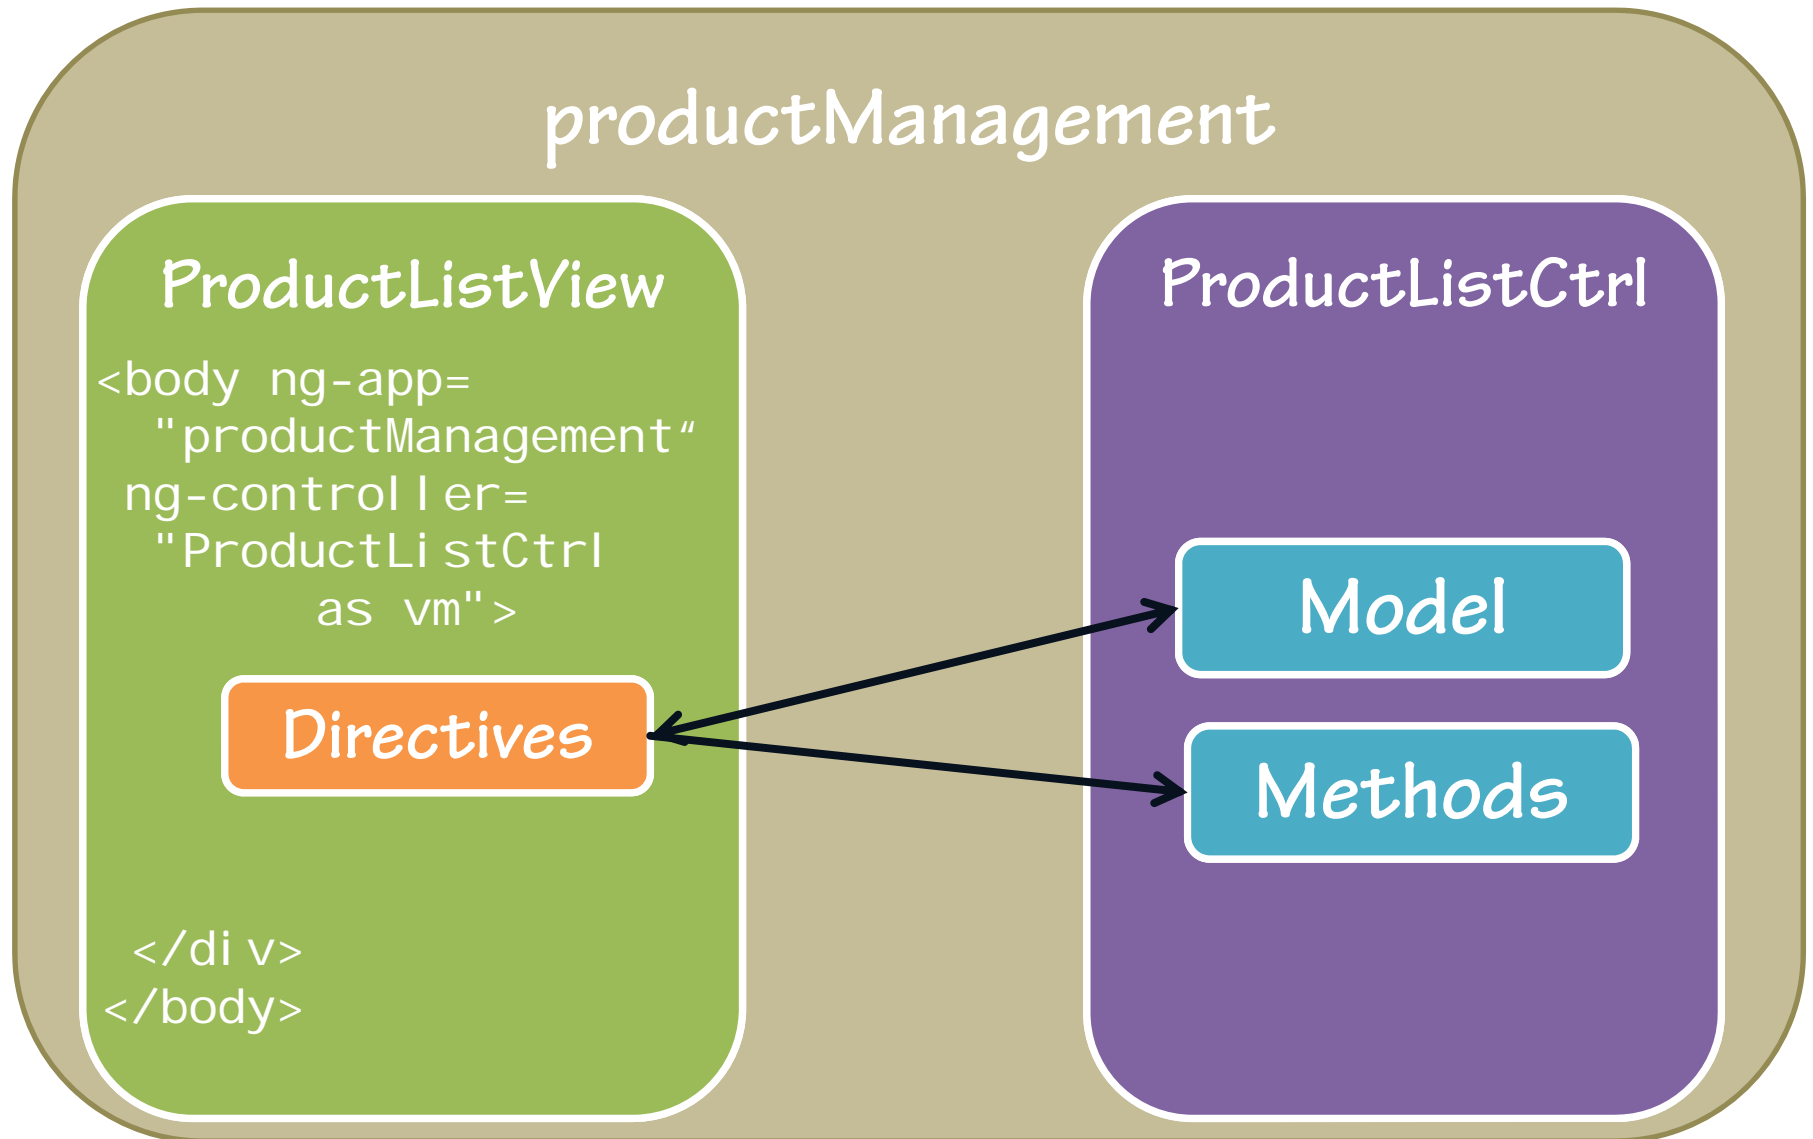 productManagement
ProductListView
<body ng-app=
"productManagement“
ng-controller=
"ProductListCtrl
as vm">
Directives
</div>
</body>
ProductListCtrl
Model
Methods